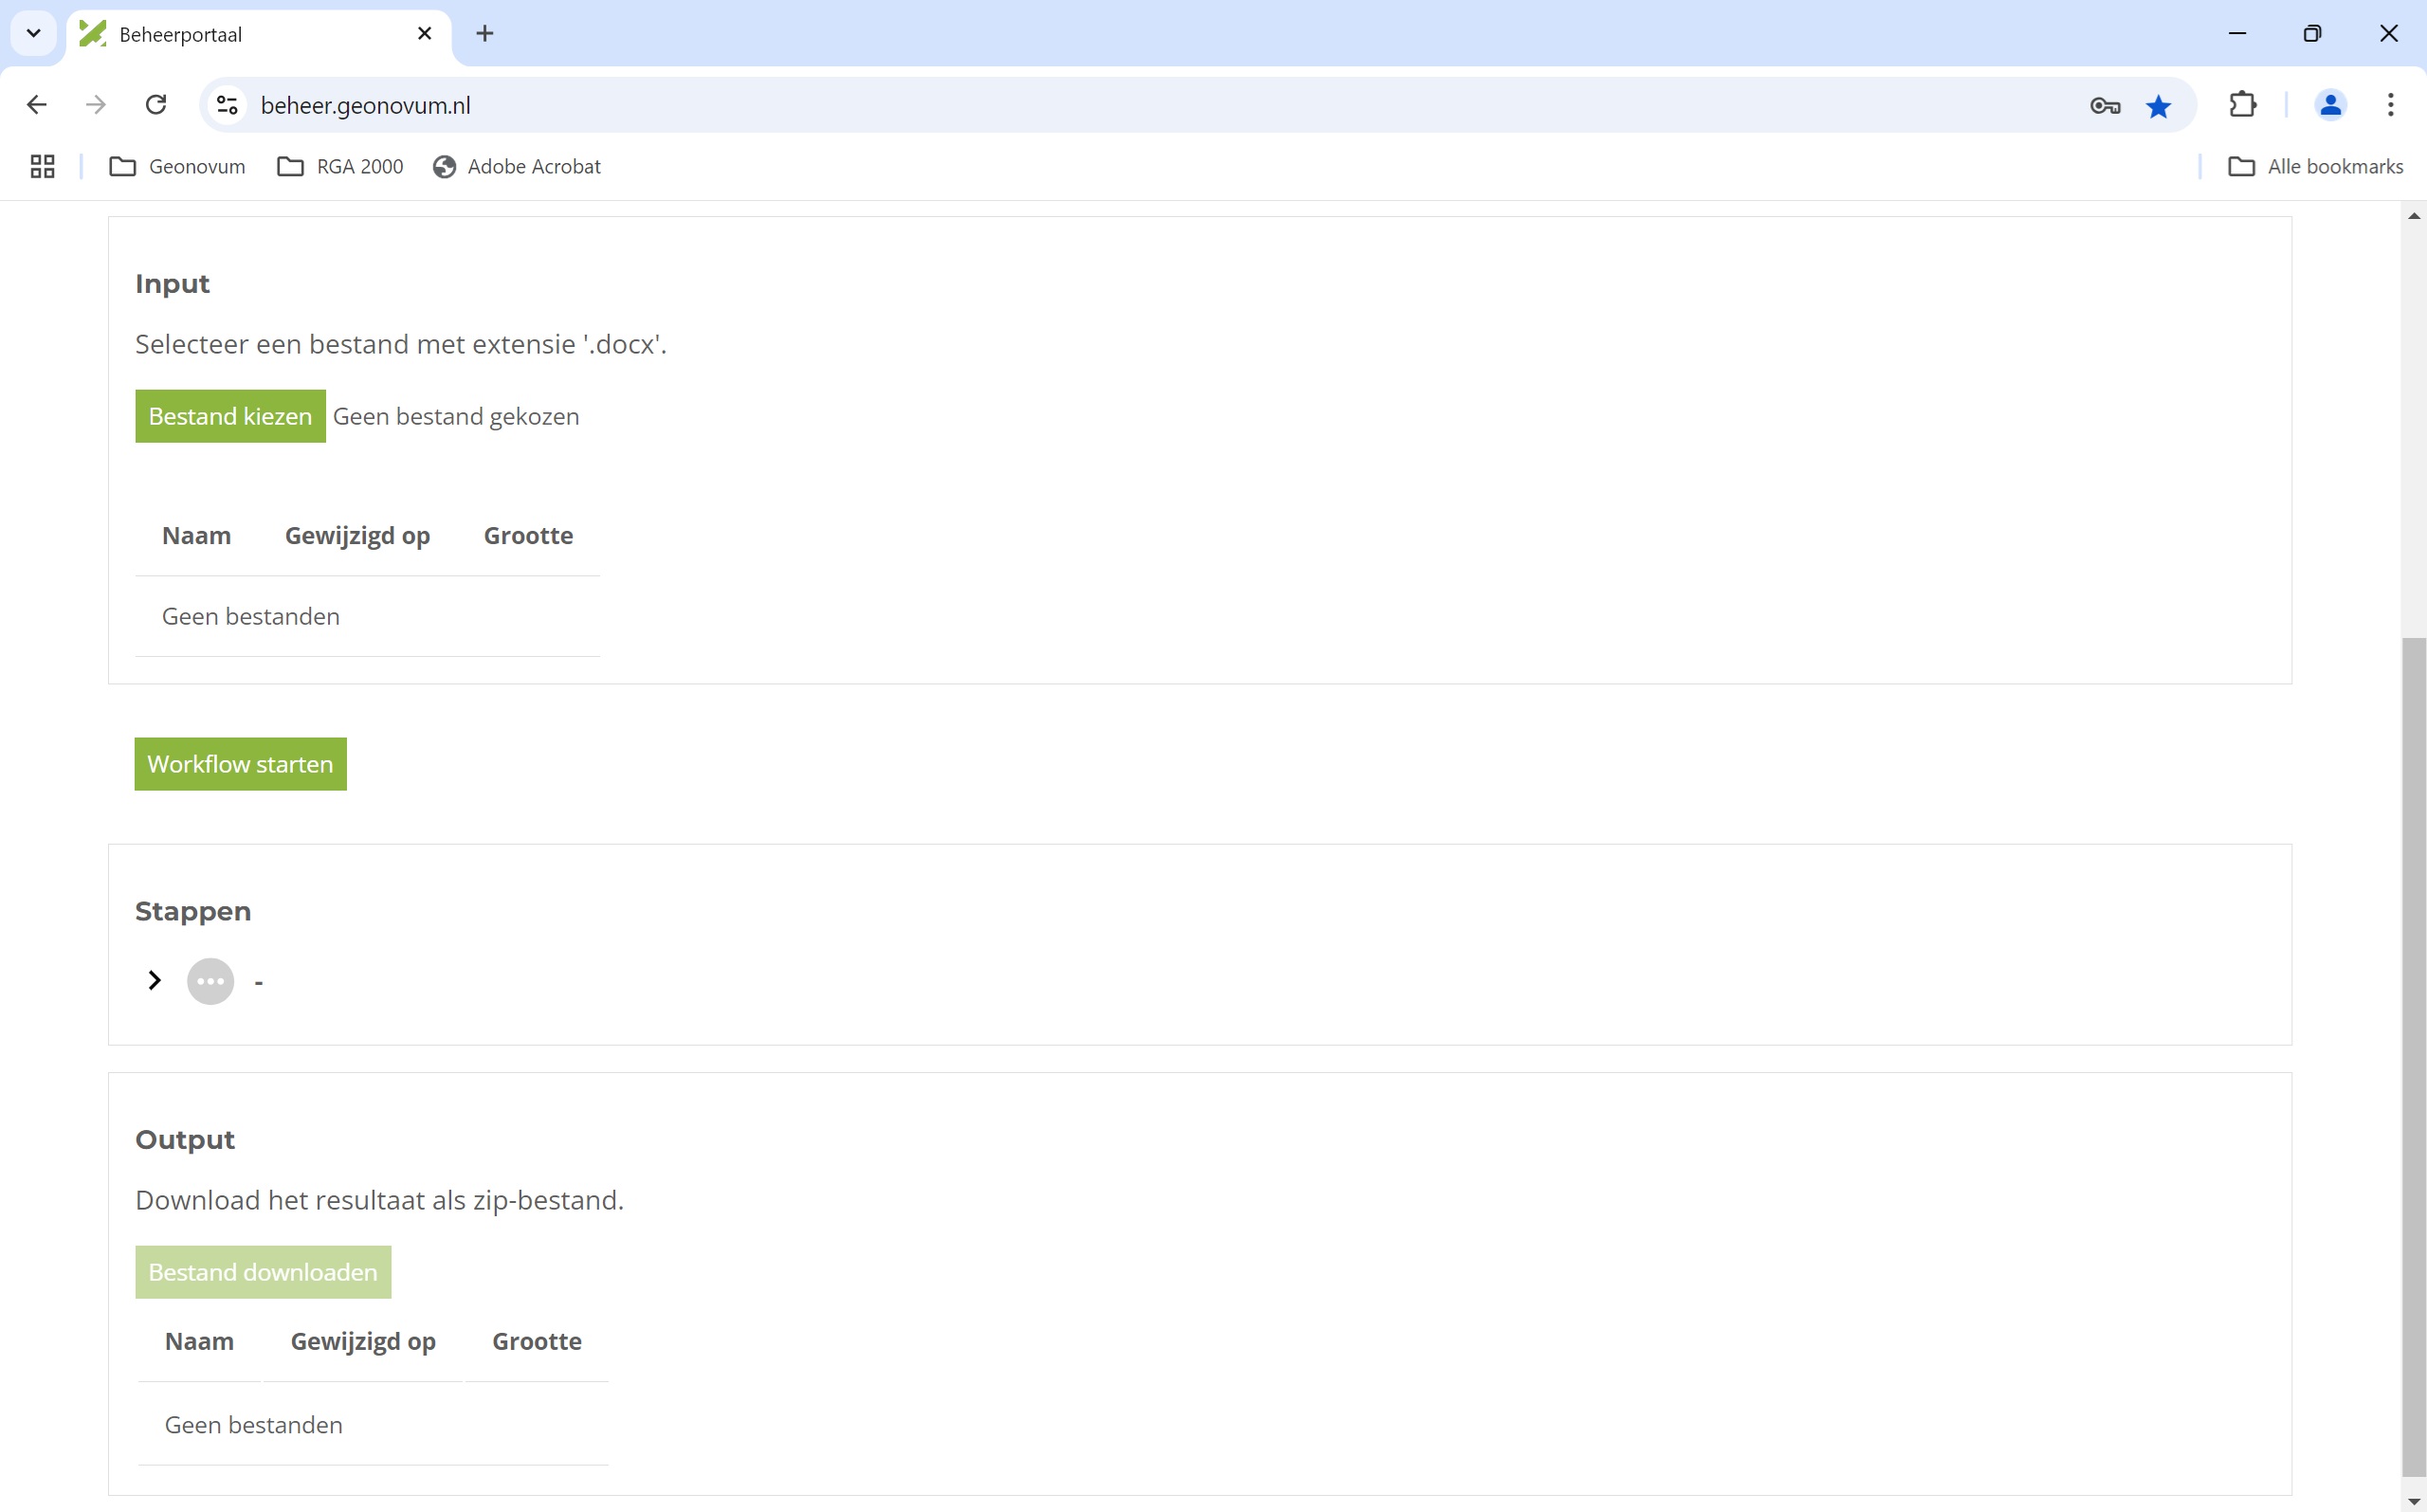 Beheerportaal
beheer.geonovum.nl
Geonovum RGA 2000 Adobe Acrobat Alle bookmarks
Input
Selecteer een bestand met extensie '.docx'.
Bestand kiezen Geen bestand gekozen
Naam Gewijzigd op Grootte
Geen bestanden
Workflow starten
Stappen
-
Output
Download het resultaat als zip-bestand.
Bestand downloaden
Naam Gewijzigd op Grootte
Geen bestanden